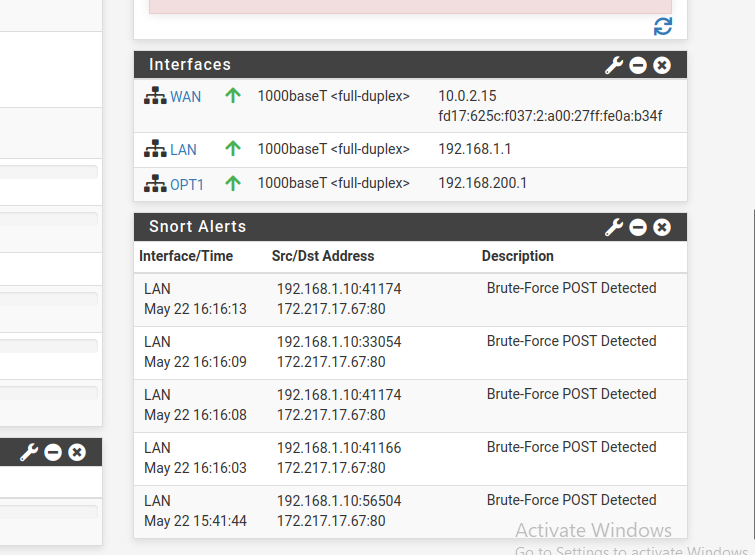 Interfaces
WAN 1000baseT <full-duplex> 10.0.2.15
fd17:625c:f037:2:a00:27ff:fe0a:b34f
LAN 1000baseT <full-duplex> 192.168.1.1
OPT1 1000baseT <full-duplex> 192.168.200.1
Snort Alerts
Interface/Time Src/Dst Address Description
LAN 192.168.1.10:41174 Brute-Force POST Detected
May 22 16:16:13 172.217.17.67:80
LAN 192.168.1.10:33054 Brute-Force POST Detected
May 22 16:16:09 172.217.17.67:80
LAN 192.168.1.10:41174 Brute-Force POST Detected
May 22 16:16:08 172.217.17.67:80
LAN 192.168.1.10:41166 Brute-Force POST Detected
May 22 16:16:03 172.217.17.67:80
LAN 192.168.1.10:56504 Brute-Force POST Detected
May 22 15:41:44 172.217.17.67:80
Activate Windows
Go to Settings to activate Windows